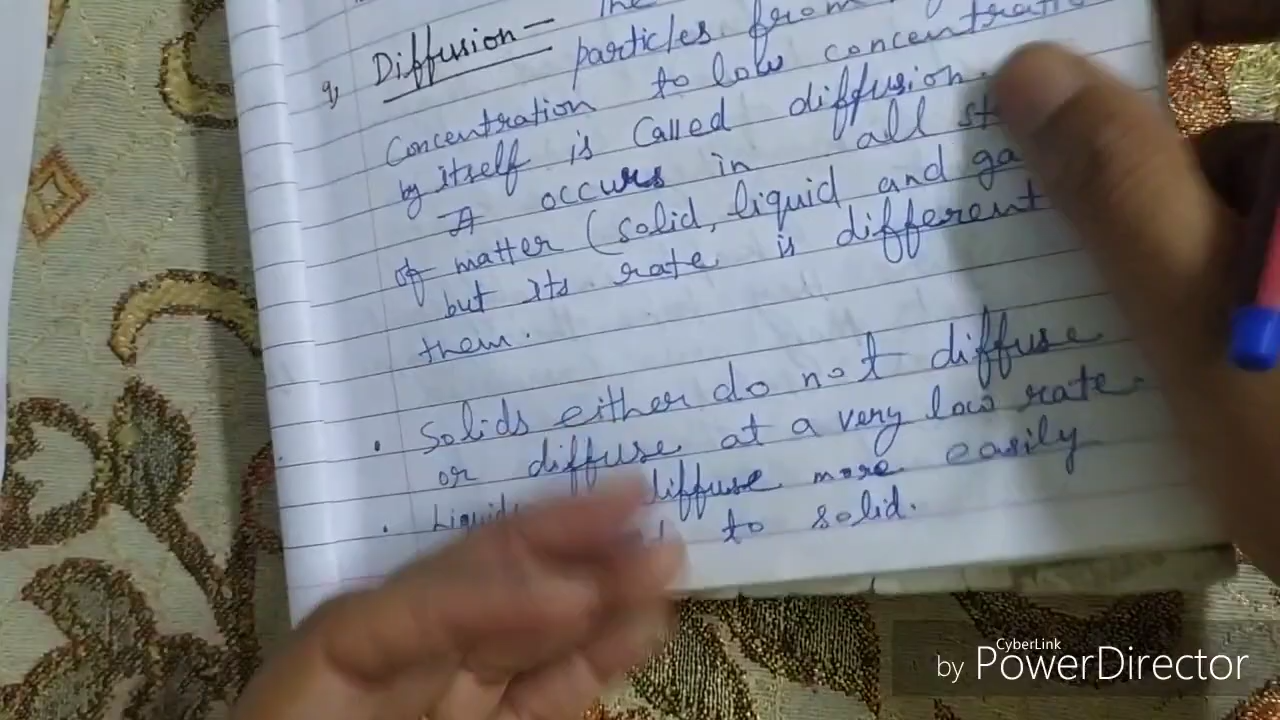 9, Diffusion - The
particles from
Concentration to low concentratio
by itself is Called diffusion.
It occurs in all st
of matter (solid, liquid and ga
but its rate is different
them.
• Solids either do not diffuse
or diffuse at a very low rate.
• Liquid diffuse more easily
to solid.
CyberLink
by PowerDirector